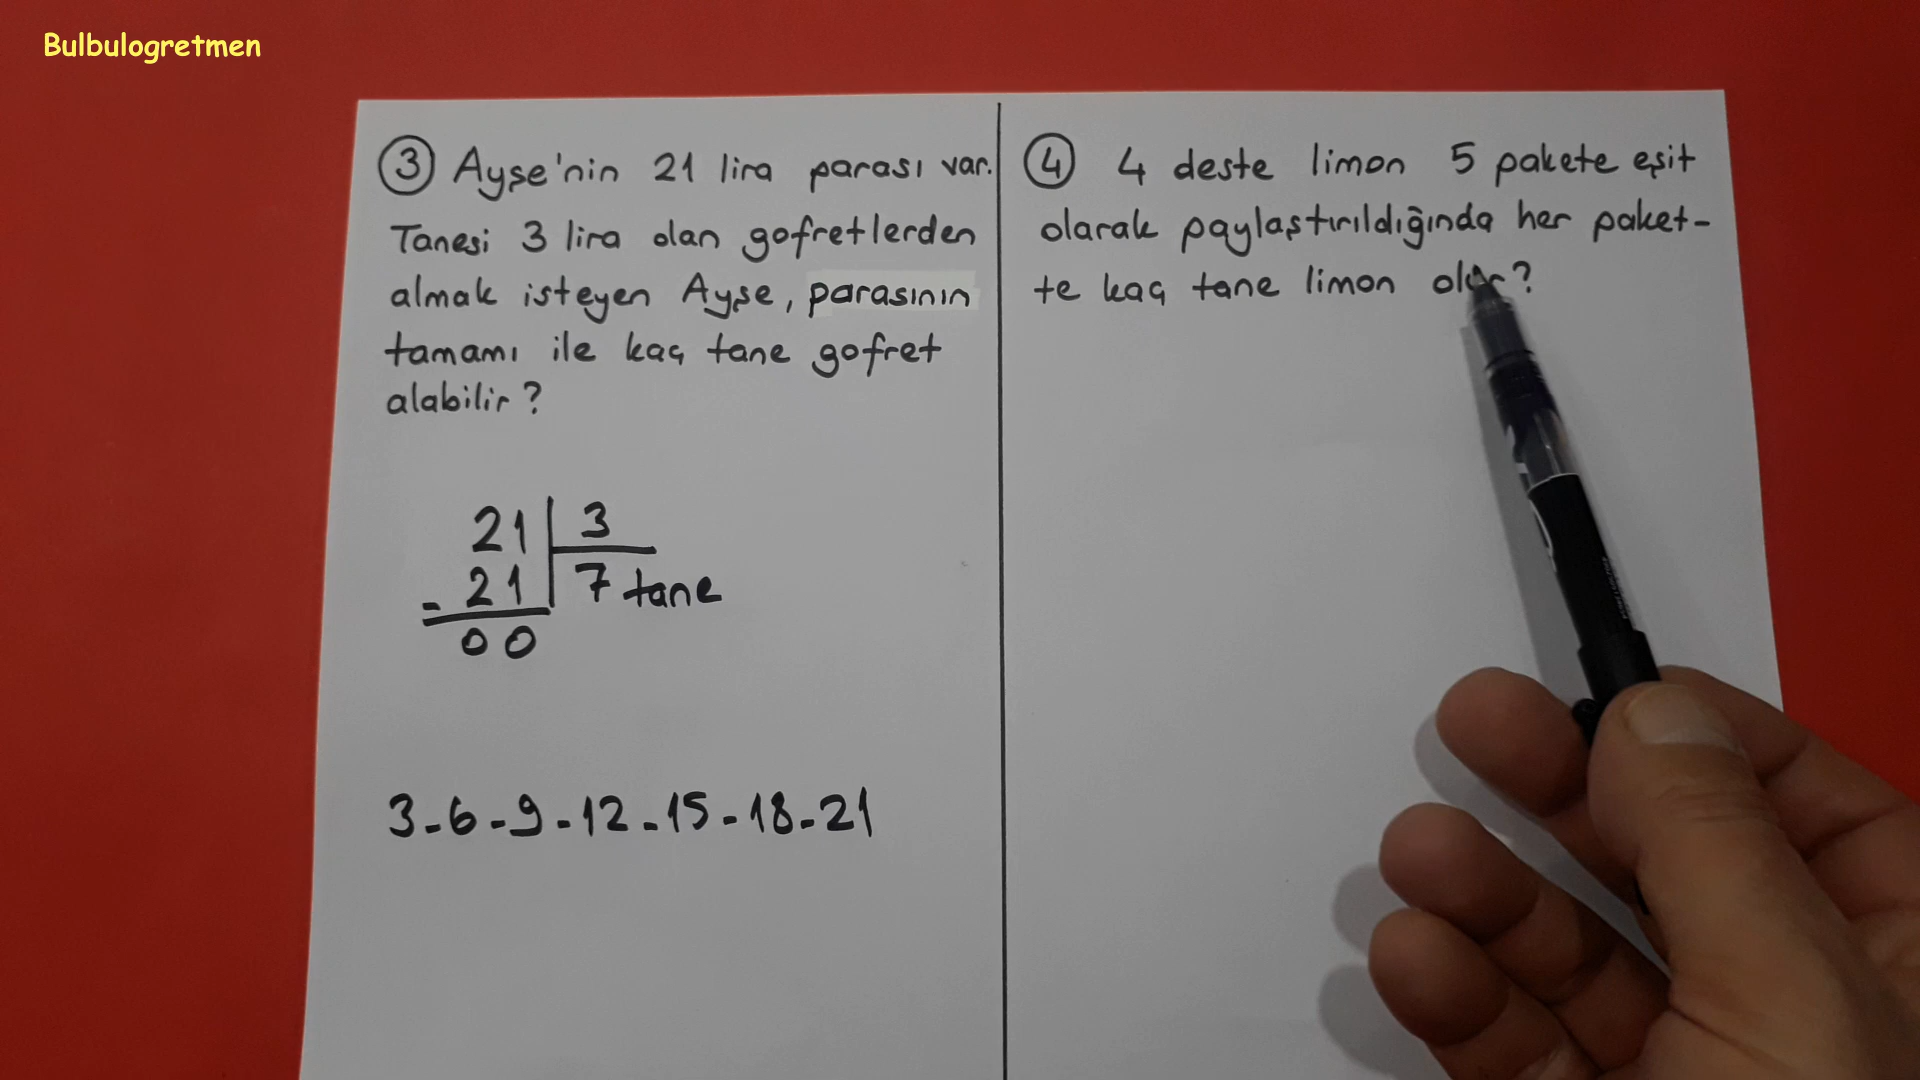 Bulbulogretmen
3 Ayşe'nin 21 lira parası var.
Tanesi 3 lira olan gofretlerden
almak isteyen Ayşe, parasının
tamamı ile kaç tane gofret
alabilir?
21 3
- 21 7 tane
00
3-6-9-12-15-18-21
4 4 deste limon 5 pakete eşit
olarak paylaştırıldığında her paket-
te kaç tane limon olur?